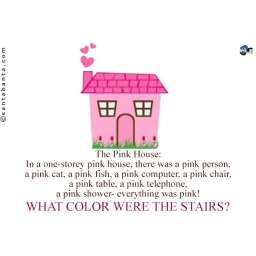 ©santabanta.com
The Pink House:
In a one-storey pink house, there was a pink person,
a pink cat, a pink fish, a pink computer, a pink chair,
a pink table, a pink telephone,
a pink shower- everything was pink!
WHAT COLOR WERE THE STAIRS?